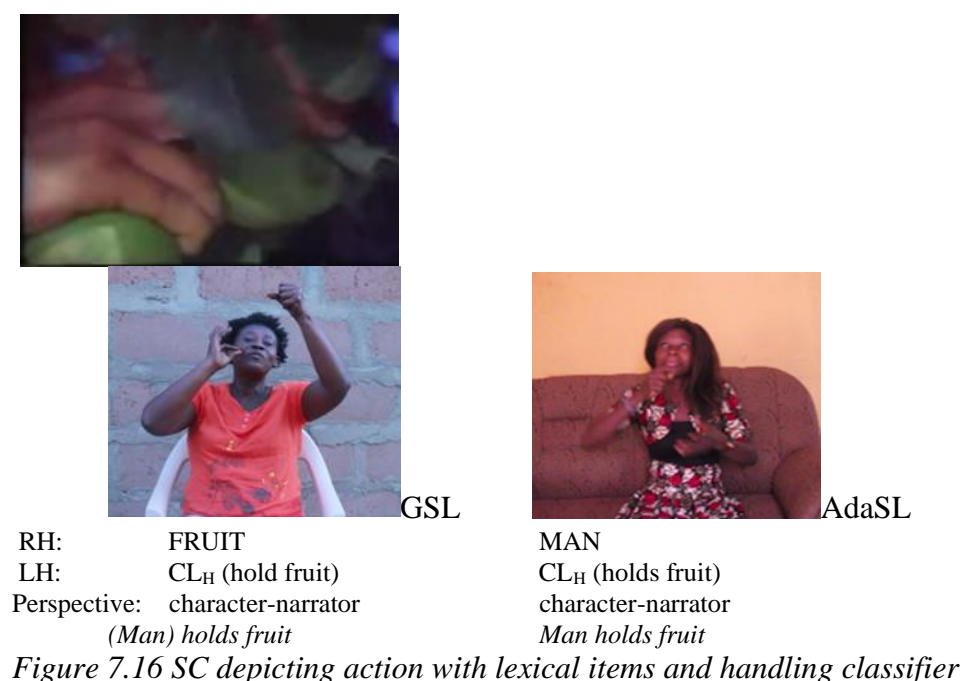 GSL AdaSL
RH: FRUIT MAN
LH: CLH (hold fruit) CLH (holds fruit)
Perspective: character-narrator character-narrator
(Man) holds fruit Man holds fruit
Figure 7.16 SC depicting action with lexical items and handling classifier